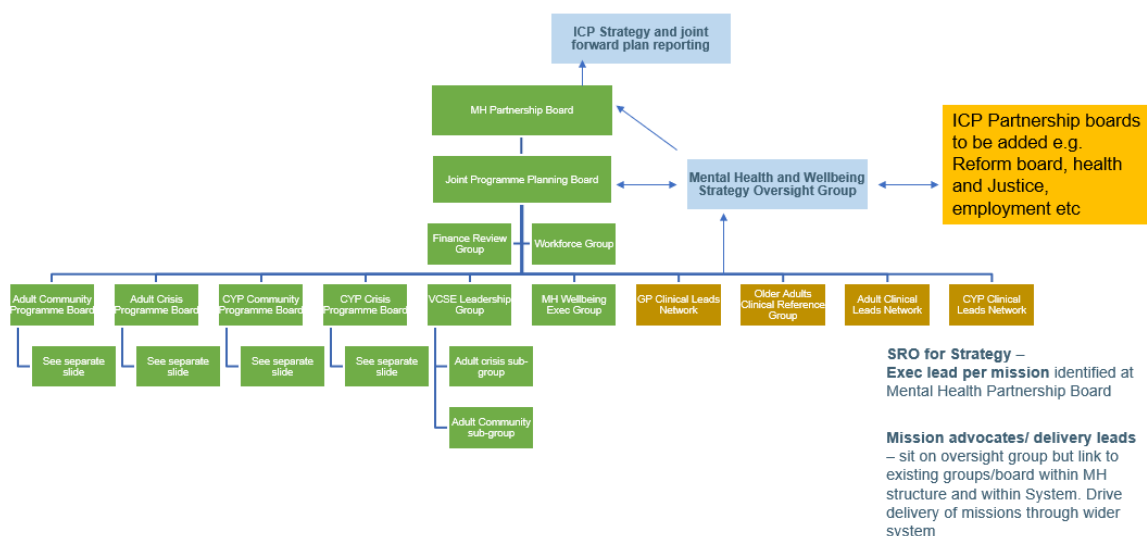 ICP Strategy and joint
forward plan reporting
MH Partnership Board
ICP Partnership boards
to be added e.g.
Reform board, health
and Justice,
employment etc
Joint Programme Planning Board
Mental Health and Wellbeing
Strategy Oversight Group
Finance Review
Group
Workforce Group
Adult Community
Programme Board
Adult Crisis
Programme Board
CYP Community
Programme Board
CYP Crisis
Programme Board
VCSE Leadership
Group
MH Wellbeing
Exec Group
GP Clinical Leads
Network
Older Adults
Clinical Reference
Group
Adult Clinical
Leads Network
CYP Clinical
Leads Network
See separate
slide
See separate
slide
See separate
slide
See separate
slide
Adult crisis sub-
group
Adult Community
sub-group
SRO for Strategy –
Exec lead per mission identified at
Mental Health Partnership Board
Mission advocates/ delivery leads
– sit on oversight group but link to
existing groups/board within MH
structure and within System. Drive
delivery of missions through wider
system